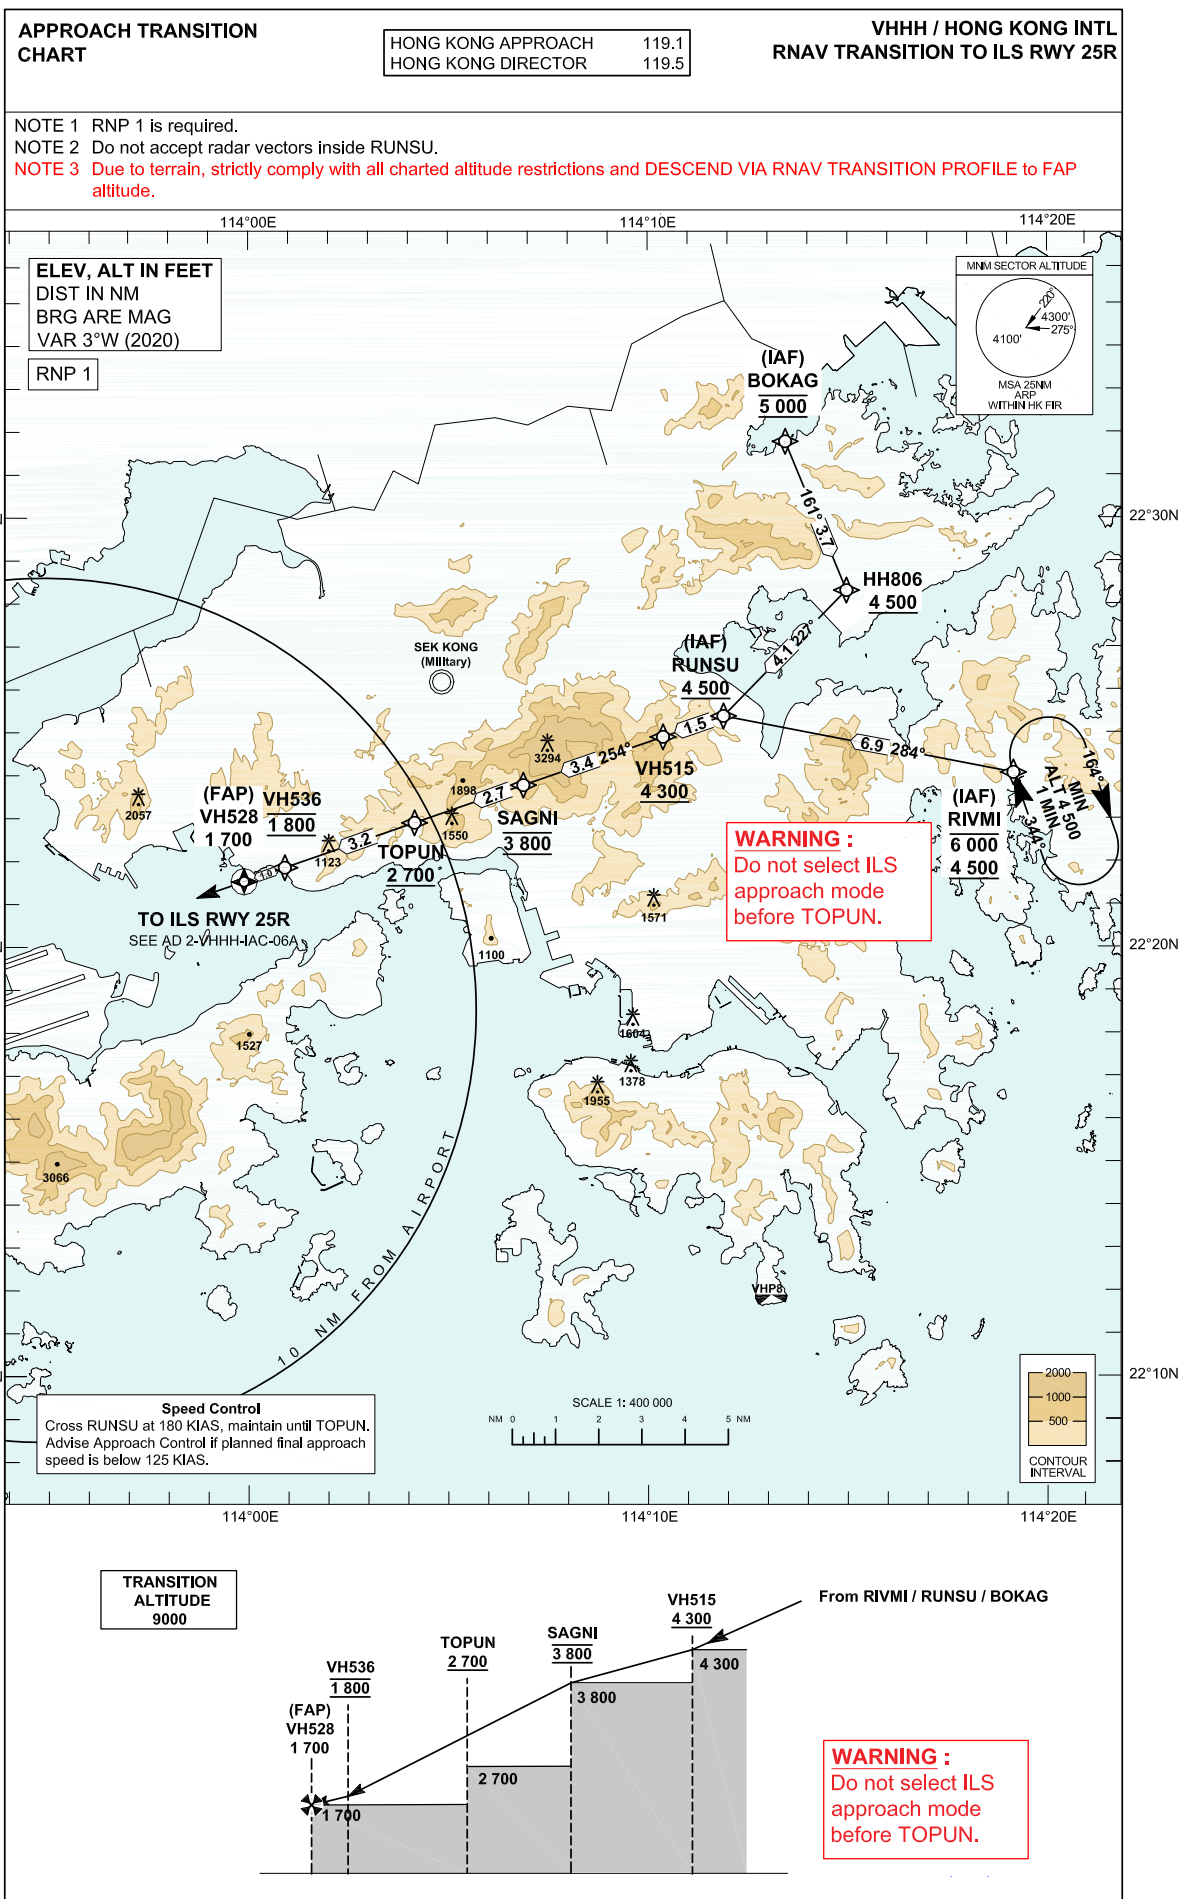 APPROACH TRANSITION
CHART
HONG KONG APPROACH 119.1
HONG KONG DIRECTOR 119.5
VHHH / HONG KONG INTL
RNAV TRANSITION TO ILS RWY 25R
NOTE 1 RNP 1 is required.
NOTE 2 Do not accept radar vectors inside RUNSU.
NOTE 3 Due to terrain, strictly comply with all charted altitude restrictions and DESCEND VIA RNAV TRANSITION PROFILE to FAP
altitude.
114°00'E 114°10'E 114°20'E
ELEV, ALT IN FEET
DIST IN NM
BRG ARE MAG
VAR 3°W (2020)
RNP 1
MNM SECTOR ALTITUDE
220°
4300'
275°
4100'
MSA 25NM
ARP
WITHIN HK FIR
(IAF)
BOKAG
5 000
161° 3.7
22°30'N
HH806
4 500
4.1 227°
(IAF)
RUNSU
4 500
SEK KONG
(Military)
1.5
6.9 284°
3.4 254°
3294
VH515
4 300
164°
MIN
ALT 4 500
1 MIN
344°
(IAF)
RIVMI
6 000
4 500
1898
2.7
2057
(FAP)
VH528
1 700
VH536
1 800
1550
SAGNI
3 800
3.2
1123
TOPUN
2 700
1.0
WARNING :
Do not select ILS
approach mode
before TOPUN.
1571
TO ILS RWY 25R
SEE AD 2-VHHH-IAC-06A
1100
22°20'N
1527
1604
1378
1955
3066
10 NM FROM AIRPORT
VHP8
22°10'N
2000
1000
500
CONTOUR
INTERVAL
Speed Control
Cross RUNSU at 180 KIAS, maintain until TOPUN.
Advise Approach Control if planned final approach
speed is below 125 KIAS.
SCALE 1: 400 000
NM 0 1 2 3 4 5 NM
114°00'E 114°10'E 114°20'E
TRANSITION
ALTITUDE
9000
From RIVMI / RUNSU / BOKAG
VH515
4 300
SAGNI
3 800
TOPUN
2 700
VH536
1 800
(FAP)
VH528
1 700
4 300
3 800
2 700
1 700
WARNING :
Do not select ILS
approach mode
before TOPUN.